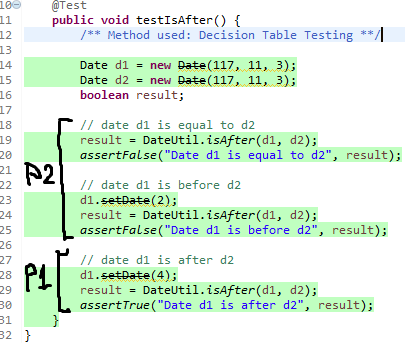 10 @Test
11 public void testIsAfter() {
12 /** Method used: Decision Table Testing **/
13
14 Date d1 = new Date(117, 11, 3);
15 Date d2 = new Date(117, 11, 3);
16 boolean result;
17
18 // date d1 is equal to d2
19 result = DateUtil.isAfter(d1, d2);
20 assertFalse("Date d1 is equal to d2", result);
21
P2
22 // date d1 is before d2
23 d1.setDate(2);
24 result = DateUtil.isAfter(d1, d2);
25 assertFalse("Date d1 is before d2", result);
26
27 // date d1 is after d2
P1
28 d1.setDate(4);
29 result = DateUtil.isAfter(d1, d2);
30 assertTrue("Date d1 is after d2", result);
31 }
32 }